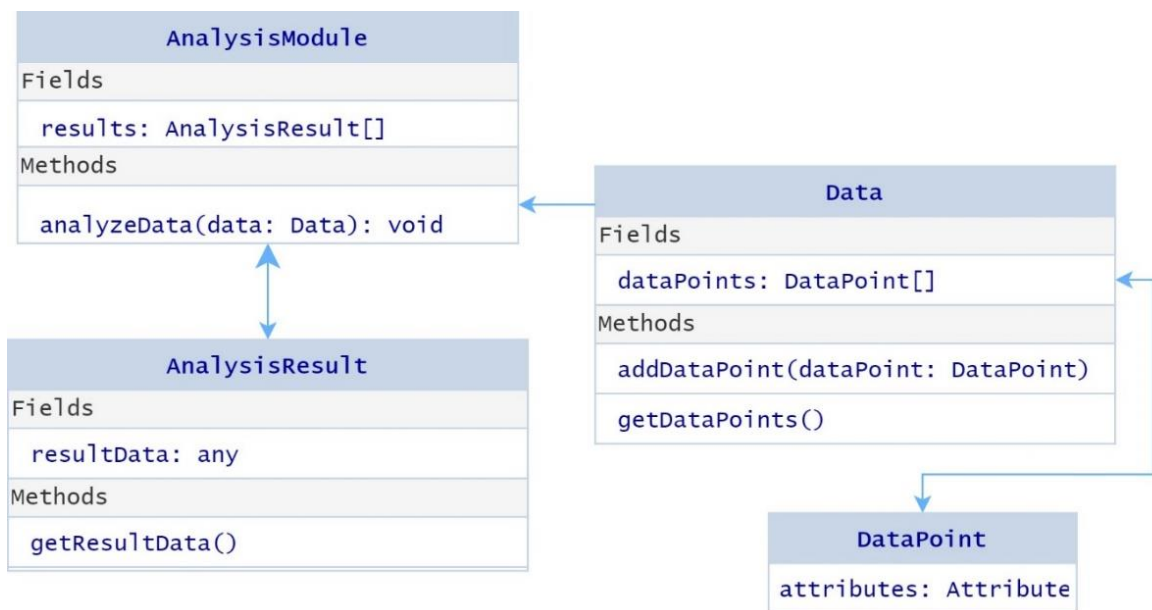 AnalysisModule
Fields
results: AnalysisResult[]
Methods
analyzeData(data: Data): void
Data
Fields
dataPoints: DataPoint[]
Methods
addDataPoint(dataPoint: DataPoint)
getDataPoints()
AnalysisResult
Fields
resultData: any
Methods
getResultData()
DataPoint
attributes: Attribute